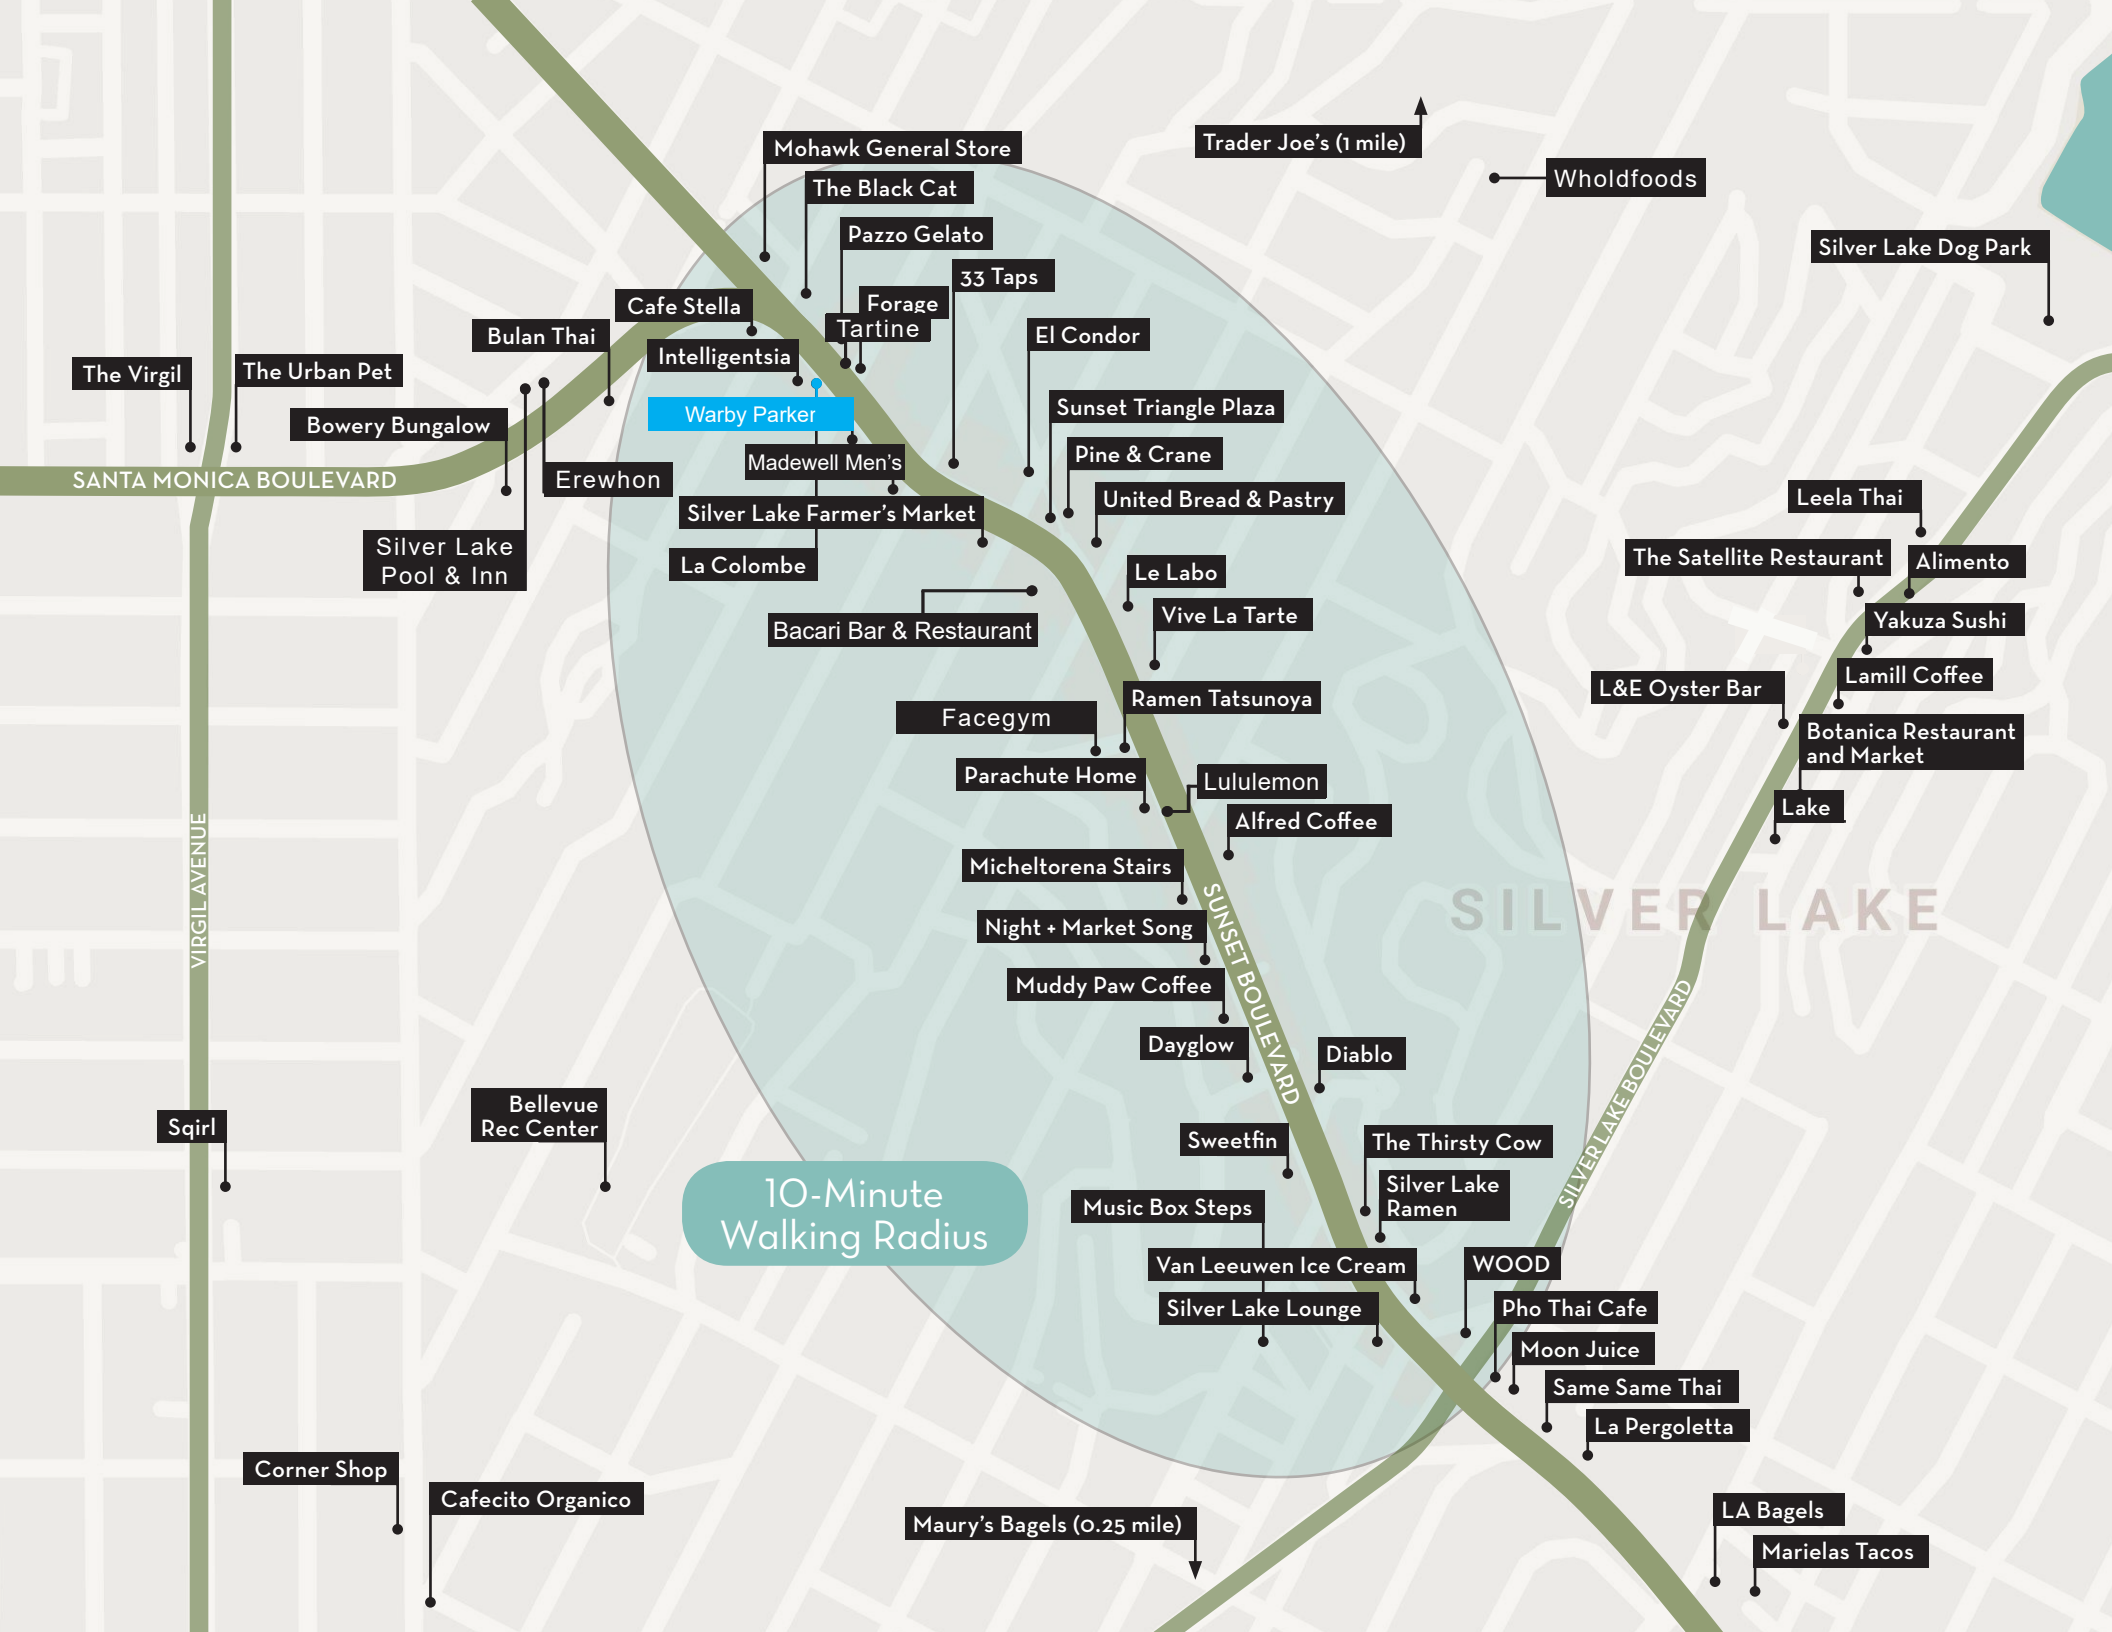 Mohawk General Store
Trader Joe's (1 mile)
Wholdfoods
The Black Cat
Pazzo Gelato
Silver Lake Dog Park
33 Taps
Forage
Cafe Stella
Tartine
Bulan Thai
El Condor
Intelligentsia
The Virgil
The Urban Pet
Warby Parker
Sunset Triangle Plaza
Bowery Bungalow
Pine & Crane
Madewell Men's
SANTA MONICA BOULEVARD
Erewhon
United Bread & Pastry
Leela Thai
Silver Lake Farmer's Market
Silver Lake
Pool & Inn
La Colombe
Le Labo
The Satellite Restaurant
Alimento
Vive La Tarte
Yakuza Sushi
Bacari Bar & Restaurant
Lamill Coffee
L&E Oyster Bar
Ramen Tatsunoya
Facegym
Botanica Restaurant
and Market
Parachute Home
Lululemon
Lake
Alfred Coffee
Micheltorena Stairs
VIRGIL AVENUE
SILVER LAKE
Night + Market Song
SUNSET BOULEVARD
Muddy Paw Coffee
Dayglow
Diablo
SILVERLAKE BOULEVARD
Bellevue
Rec Center
Sqirl
Sweetfin
The Thirsty Cow
10-Minute
Walking Radius
Silver Lake
Ramen
Music Box Steps
Van Leeuwen Ice Cream
WOOD
Silver Lake Lounge
Pho Thai Cafe
Moon Juice
Same Same Thai
La Pergoletta
Corner Shop
Cafecito Organico
Maury's Bagels (0.25 mile)
LA Bagels
Marielas Tacos